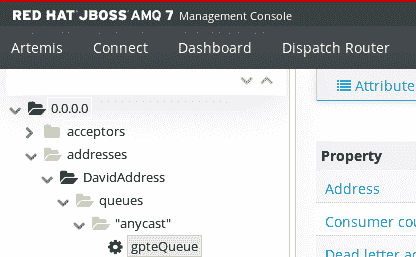 RED HAT JBOSS AMQ 7 Management Console
Artemis Connect Dashboard Dispatch Router
Attribute
0.0.0.0
acceptors
addresses
DavidAddress
queues
"anycast"
gpteQueue
Property
Address
Consumer cou
Dead letter ad